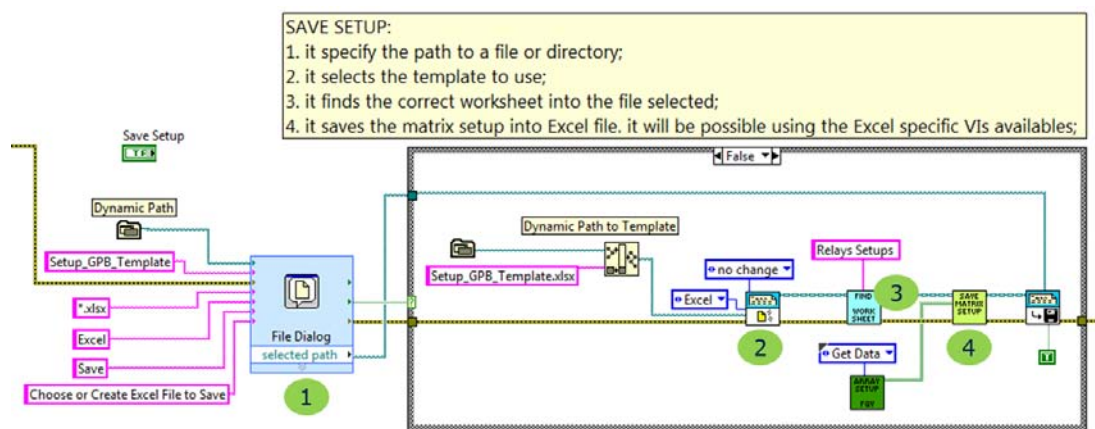 SAVE SETUP:
1. it specify the path to a file or directory;
2. it selects the template to use;
3. it finds the correct worksheet into the file selected;
4. it saves the matrix setup into Excel file. it will be possible using the Excel specific VIs availables;
Save Setup
TF
False
Dynamic Path
Setup_GPB_Template
*.xlsx
Excel
Save
Choose or Create Excel File to Save
File Dialog
selected path
1
?
Dynamic Path to Template
Setup_GPB_Template.xlsx
no change
Excel
2
Relays Setups
FIND
WORK
SHEET
3
SAVE
MATRIX
SETUP
4
Get Data
ARRAY
SETUP
FGV
T